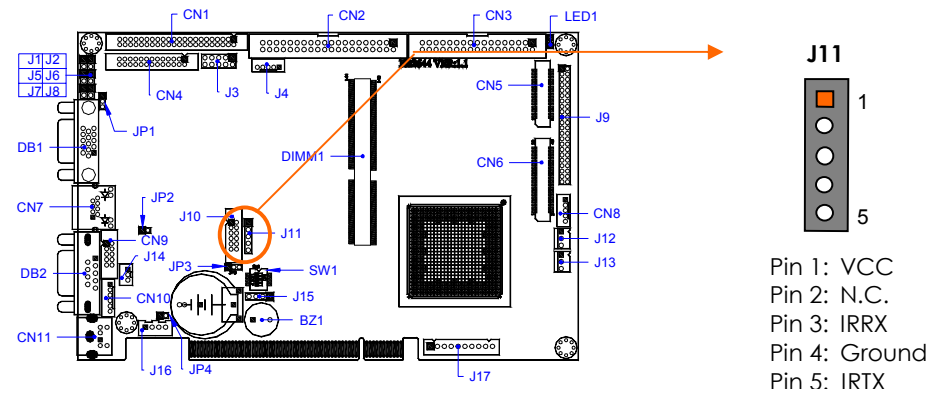 CN1
CN2
CN3
LED1
J1 J2
J5 J6
J7 J8
CN4
J3
J4
CN5
J9
JP1
DB1
DIMM1
CN6
CN7
JP2
J10
J11
CN8
CN9
J12
J14
DB2
JP3
SW1
J13
CN10
J15
BZ1
CN11
J16
JP4
J17
J11
1
5
Pin 1: VCC
Pin 2: N.C.
Pin 3: IRRX
Pin 4: Ground
Pin 5: IRTX